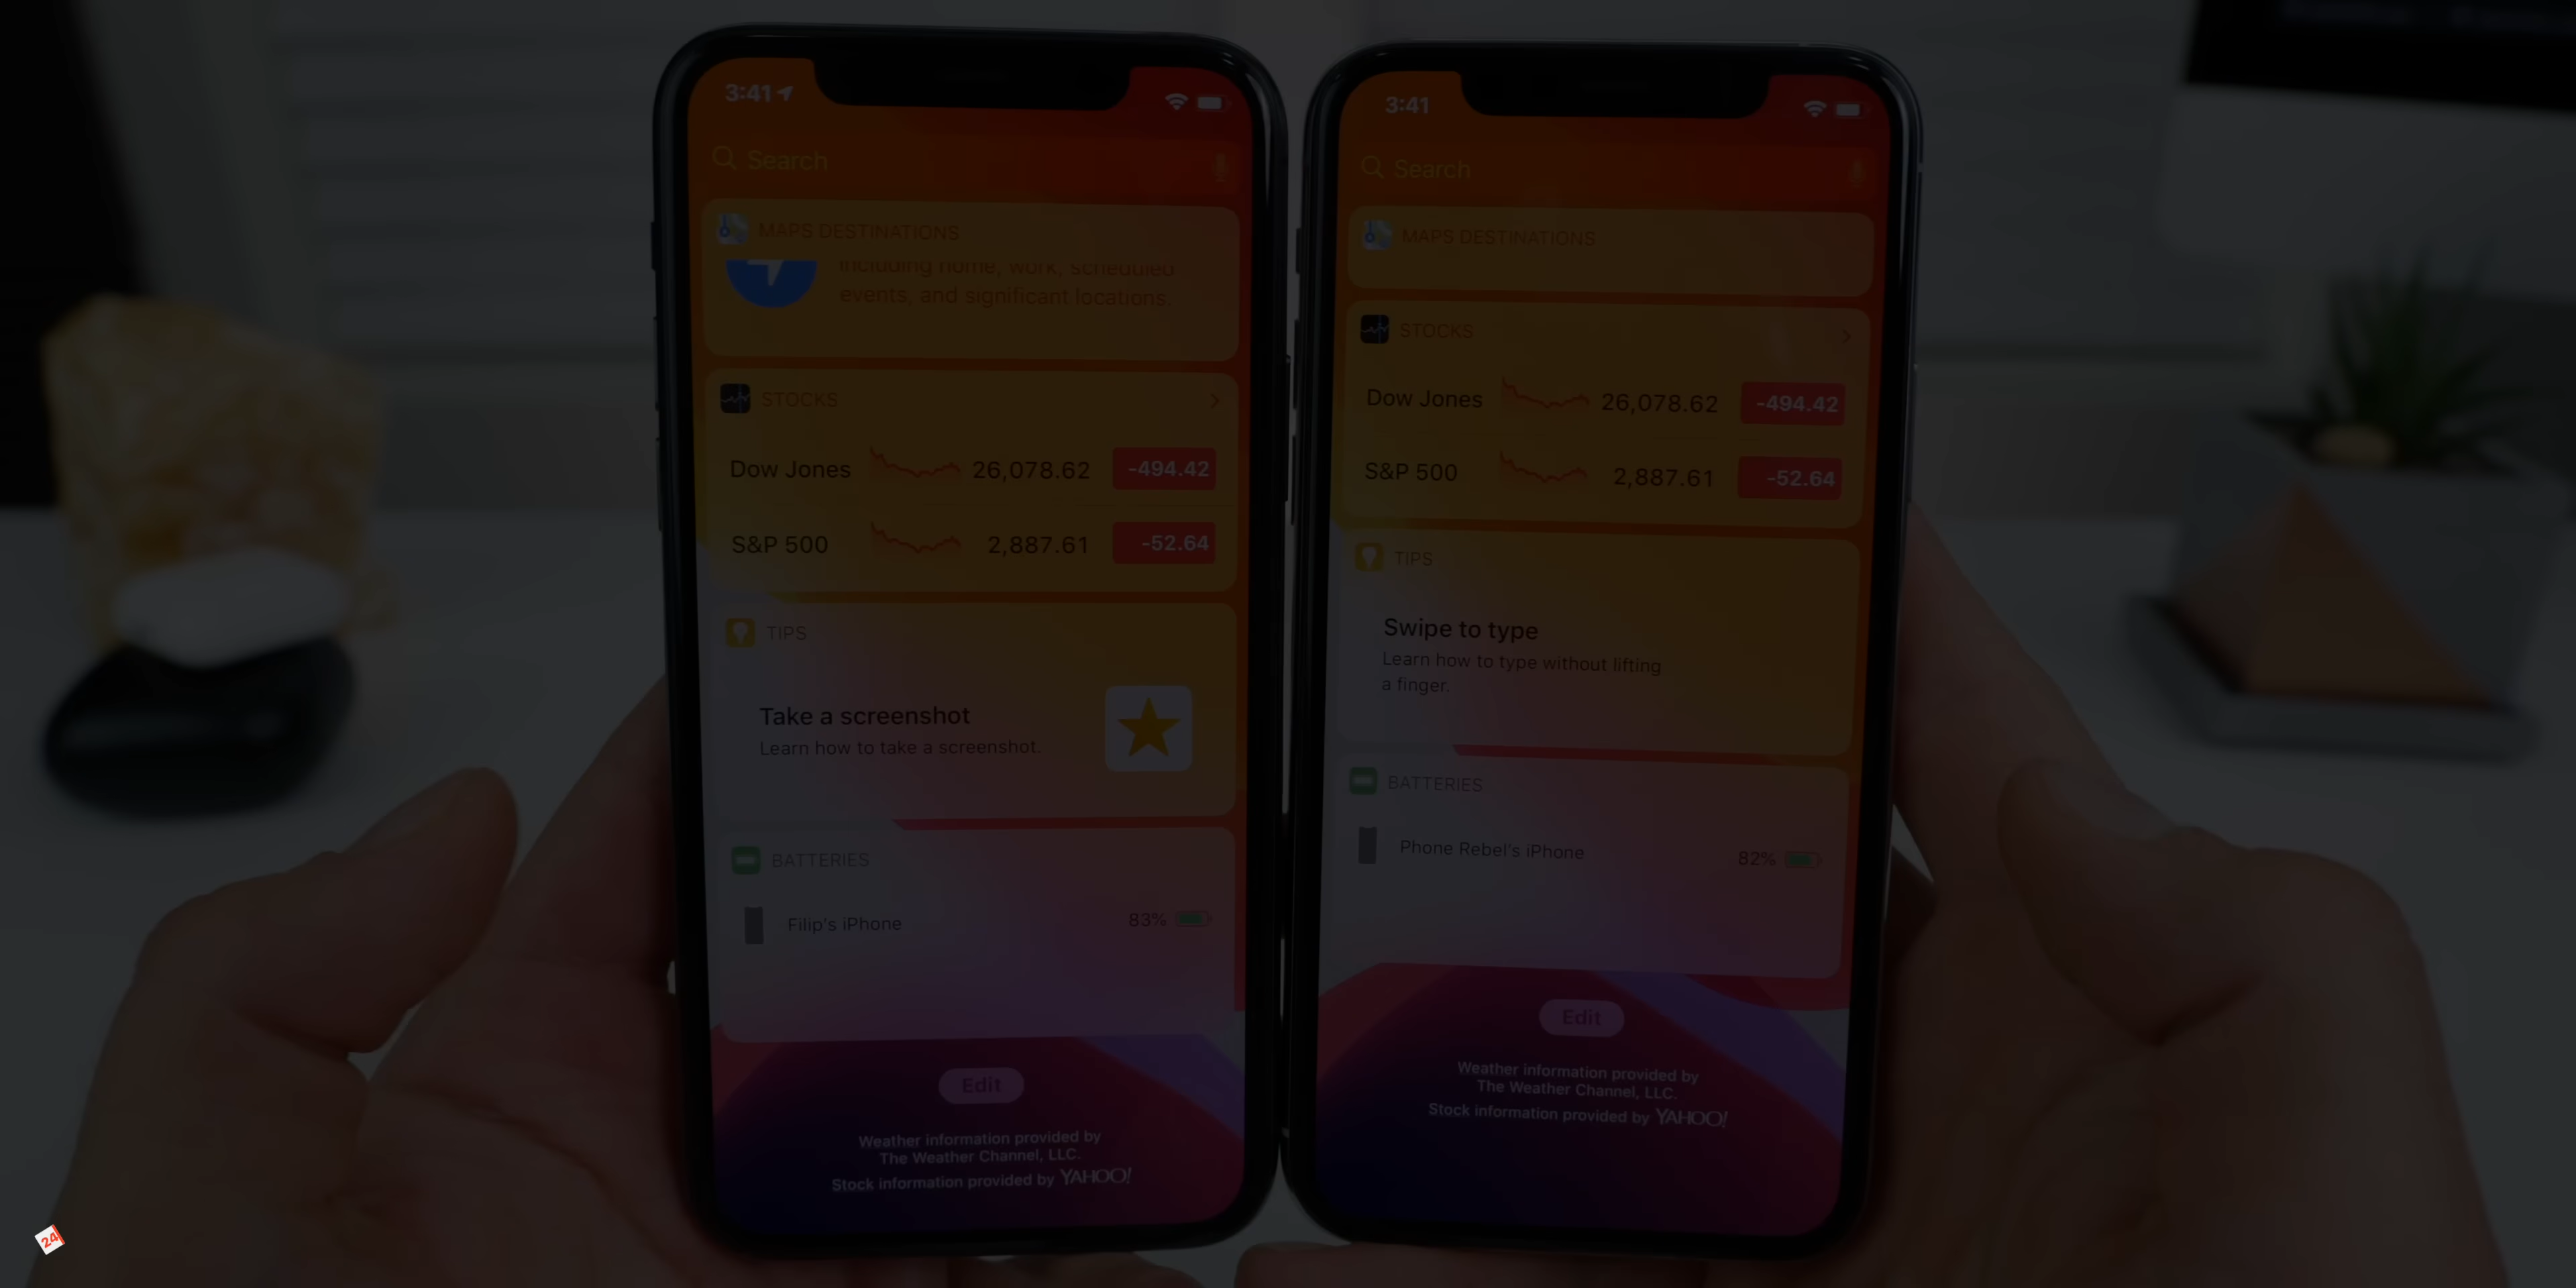 3:41
Search
MAPS DESTINATIONS
including home, work, scheduled
events, and significant locations.
STOCKS
Dow Jones 26,078.62 -494.42
S&P 500 2,887.61 -52.64
TIPS
Take a screenshot
Learn how to take a screenshot.
BATTERIES
Filip's iPhone 83%
Edit
Weather information provided by
The Weather Channel, LLC.
Stock information provided by YAHOO!
3:41
Search
MAPS DESTINATIONS
STOCKS
Dow Jones 26,078.62 -494.42
S&P 500 2,887.61 -52.64
TIPS
Swipe to type
Learn how to type without lifting
a finger.
BATTERIES
Phone Rebel's iPhone 82%
Edit
Weather information provided by
The Weather Channel, LLC.
Stock information provided by YAHOO!
24